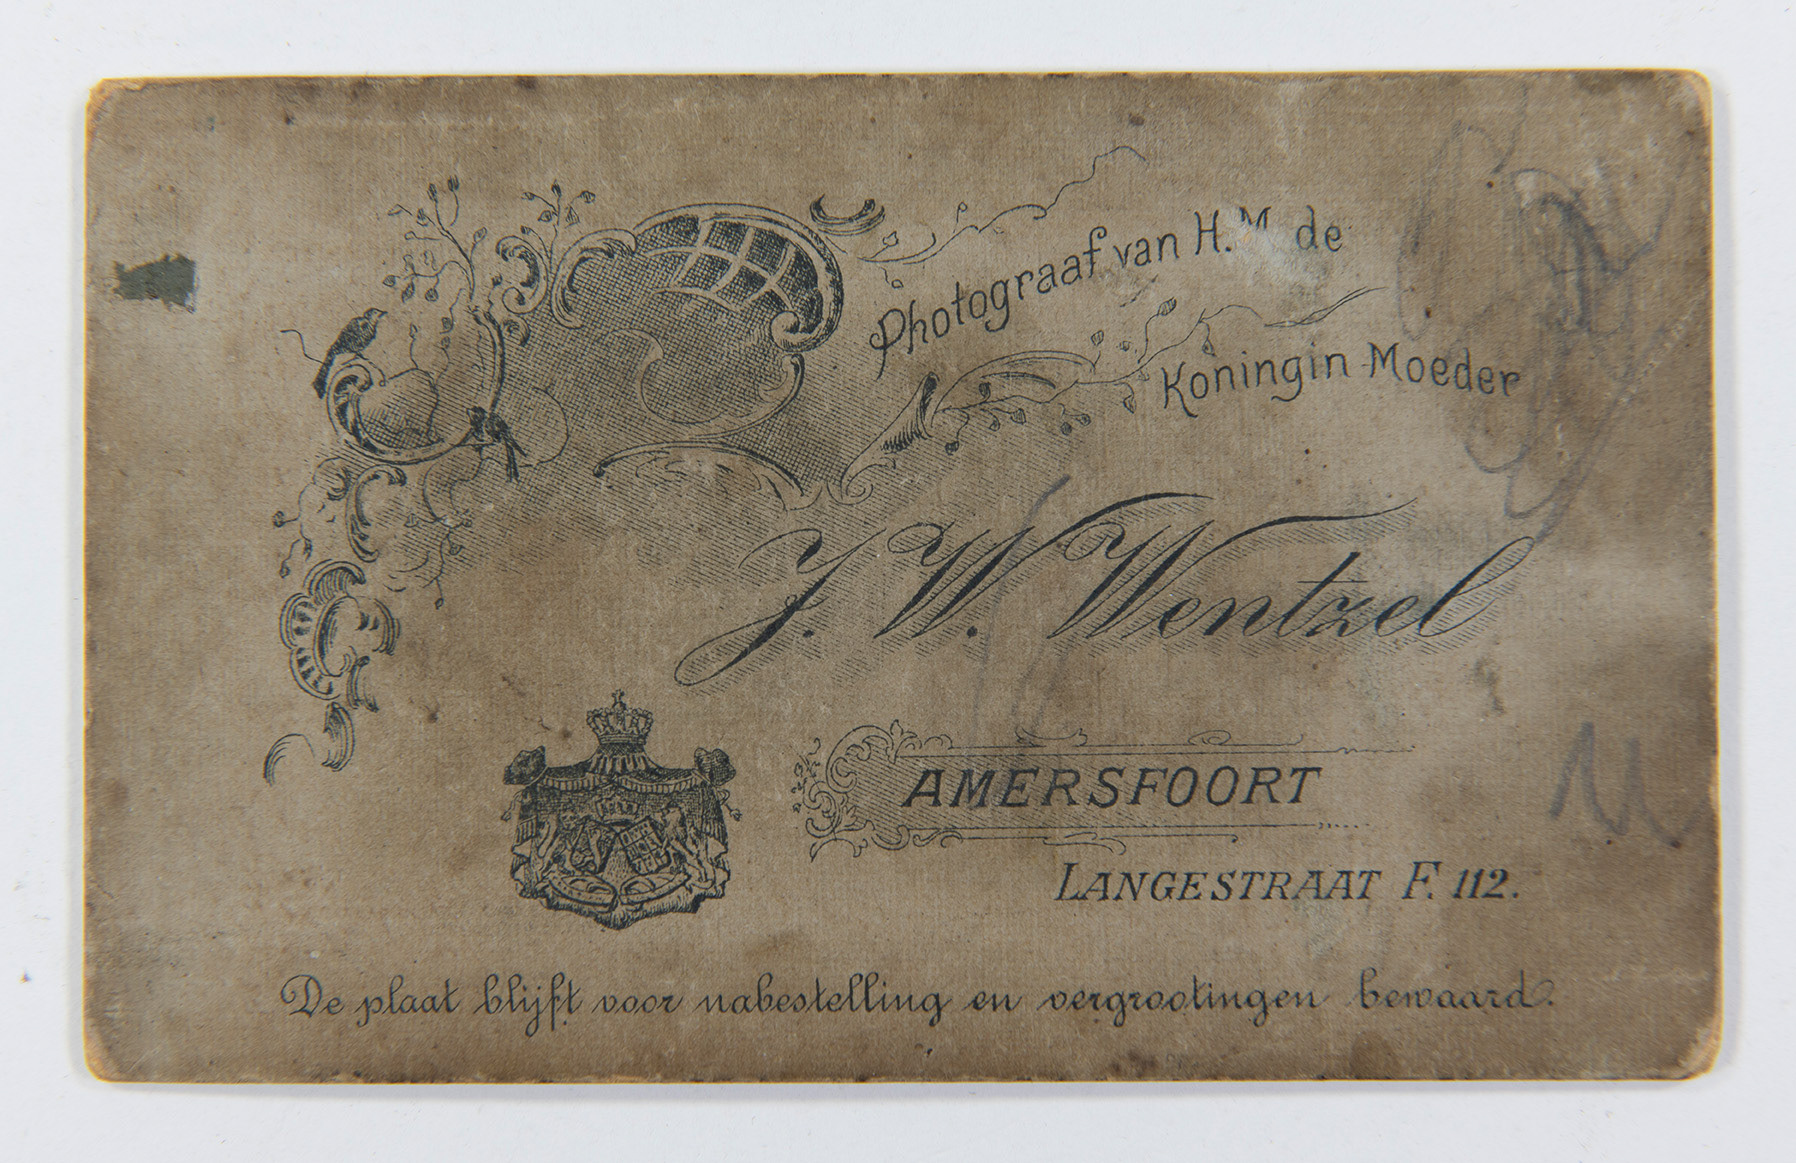 Photograaf van H. M. de
Koningin-Moeder
J. W. Wentzel
AMERSFOORT
LANGESTRAAT F. 112.
De plaat blijft voor nabestelling en vergrootingen bewaard.